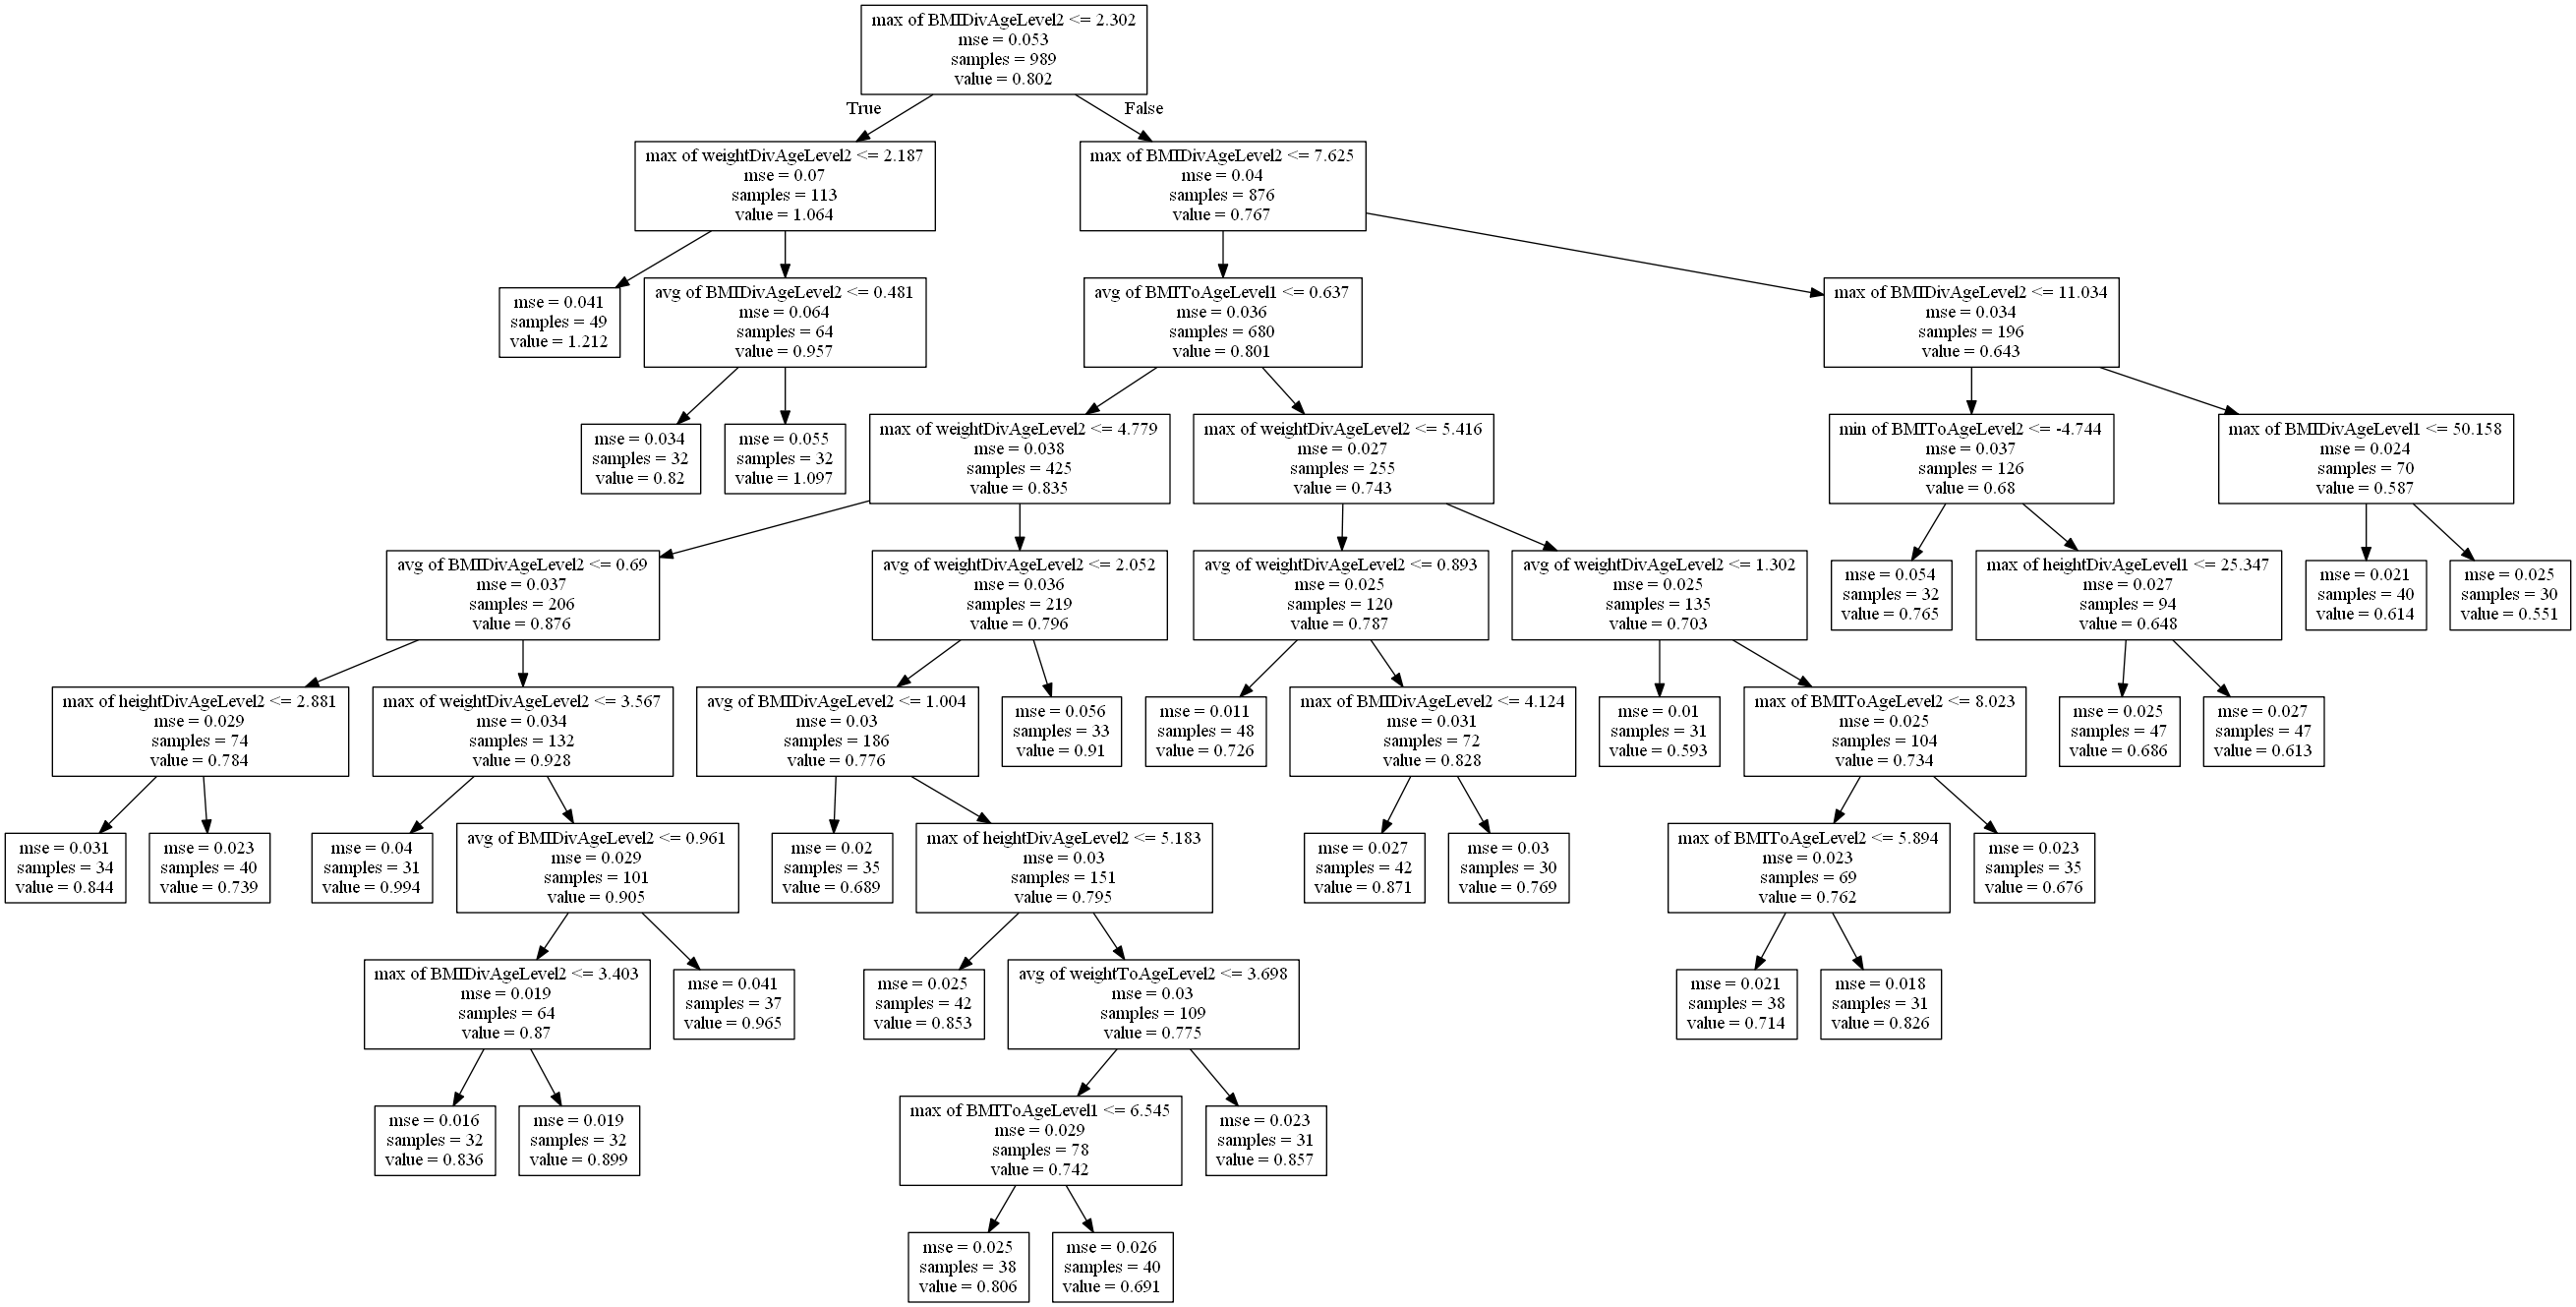 max of BMIDivAgeLevel2 <= 2.302
mse = 0.053
samples = 989
value = 0.802
True
False
max of weightDivAgeLevel2 <= 2.187
mse = 0.07
samples = 113
value = 1.064
max of BMIDivAgeLevel2 <= 7.625
mse = 0.04
samples = 876
value = 0.767
mse = 0.041
samples = 49
value = 1.212
avg of BMIDivAgeLevel2 <= 0.481
mse = 0.064
samples = 64
value = 0.957
avg of BMIToAgeLevel1 <= 0.637
mse = 0.036
samples = 680
value = 0.801
max of BMIDivAgeLevel2 <= 11.034
mse = 0.034
samples = 196
value = 0.643
mse = 0.034
samples = 32
value = 0.82
mse = 0.055
samples = 32
value = 1.097
max of weightDivAgeLevel2 <= 4.779
mse = 0.038
samples = 425
value = 0.835
max of weightDivAgeLevel2 <= 5.416
mse = 0.027
samples = 255
value = 0.743
min of BMIToAgeLevel2 <= -4.744
mse = 0.037
samples = 126
value = 0.68
max of BMIDivAgeLevel1 <= 50.158
mse = 0.024
samples = 70
value = 0.587
avg of BMIDivAgeLevel2 <= 0.69
mse = 0.037
samples = 206
value = 0.876
avg of weightDivAgeLevel2 <= 2.052
mse = 0.036
samples = 219
value = 0.796
avg of weightDivAgeLevel2 <= 0.893
mse = 0.025
samples = 120
value = 0.787
avg of weightDivAgeLevel2 <= 1.302
mse = 0.025
samples = 135
value = 0.703
mse = 0.054
samples = 32
value = 0.765
max of heightDivAgeLevel1 <= 25.347
mse = 0.027
samples = 94
value = 0.648
mse = 0.021
samples = 40
value = 0.614
mse = 0.025
samples = 30
value = 0.551
max of heightDivAgeLevel2 <= 2.881
mse = 0.029
samples = 74
value = 0.784
max of weightDivAgeLevel2 <= 3.567
mse = 0.034
samples = 132
value = 0.928
avg of BMIDivAgeLevel2 <= 1.004
mse = 0.03
samples = 186
value = 0.776
mse = 0.056
samples = 33
value = 0.91
mse = 0.011
samples = 48
value = 0.726
max of BMIDivAgeLevel2 <= 4.124
mse = 0.031
samples = 72
value = 0.828
mse = 0.01
samples = 31
value = 0.593
max of BMIToAgeLevel2 <= 8.023
mse = 0.025
samples = 104
value = 0.734
mse = 0.025
samples = 47
value = 0.686
mse = 0.027
samples = 47
value = 0.613
mse = 0.031
samples = 34
value = 0.844
mse = 0.023
samples = 40
value = 0.739
mse = 0.04
samples = 31
value = 0.994
avg of BMIDivAgeLevel2 <= 0.961
mse = 0.029
samples = 101
value = 0.905
mse = 0.02
samples = 35
value = 0.689
max of heightDivAgeLevel2 <= 5.183
mse = 0.03
samples = 151
value = 0.795
mse = 0.027
samples = 42
value = 0.871
mse = 0.03
samples = 30
value = 0.769
max of BMIToAgeLevel2 <= 5.894
mse = 0.023
samples = 69
value = 0.762
mse = 0.023
samples = 35
value = 0.676
max of BMIDivAgeLevel2 <= 3.403
mse = 0.019
samples = 64
value = 0.87
mse = 0.041
samples = 37
value = 0.965
mse = 0.025
samples = 42
value = 0.853
avg of weightToAgeLevel2 <= 3.698
mse = 0.03
samples = 109
value = 0.775
mse = 0.021
samples = 38
value = 0.714
mse = 0.018
samples = 31
value = 0.826
mse = 0.016
samples = 32
value = 0.836
mse = 0.019
samples = 32
value = 0.899
max of BMIToAgeLevel1 <= 6.545
mse = 0.029
samples = 78
value = 0.742
mse = 0.023
samples = 31
value = 0.857
mse = 0.025
samples = 38
value = 0.806
mse = 0.026
samples = 40
value = 0.691